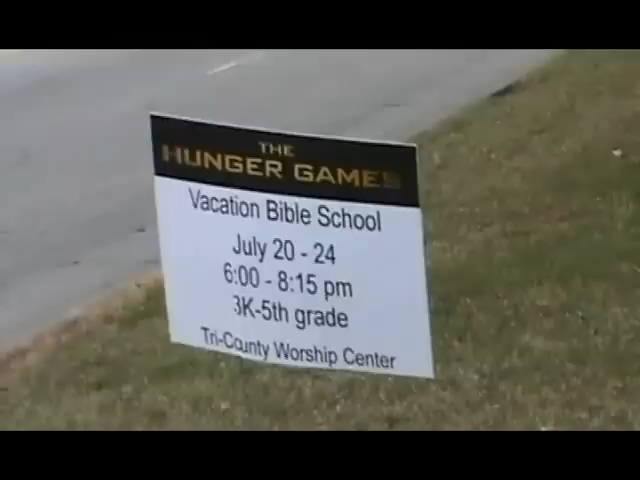 THE
HUNGER GAMES
Vacation Bible School
July 20 - 24
6:00 - 8:15 pm
3K-5th grade
Tri-County Worship Center